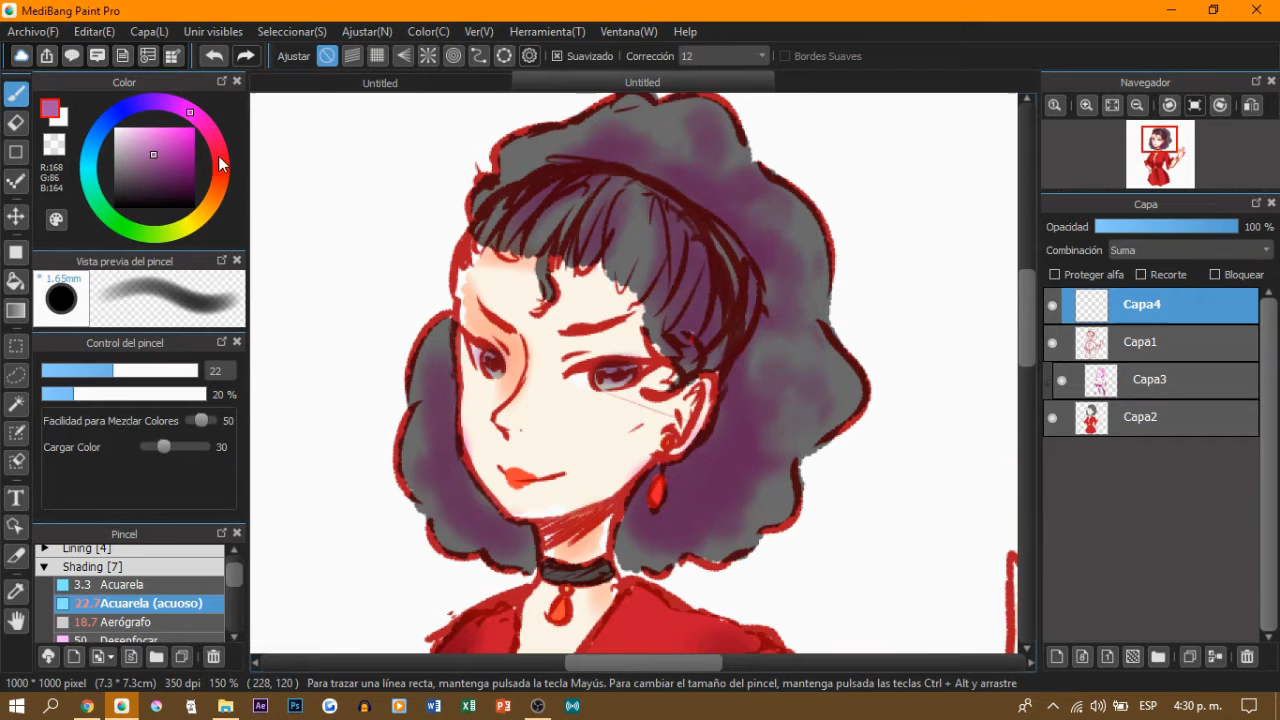 MediBang Paint Pro
Archivo(F) Editar(E) Capa(L) Unir visibles Seleccionar(S) Ajustar(N) Color(C) Ver(V) Herramienta(T) Ventana(W) Help
Ajustar Suavizado Corrección 12 Bordes Suaves
Color
Untitled Untitled
Navegador
R:168
G:86
B:164
Capa
Opacidad 100 %
Combinación Suma
Proteger alfa Recorte Bloquear
Vista previa del pincel
* 1.65mm
Capa4
Capa1
Capa3
Capa2
Control del pincel
22
20 %
Facilidad para Mezclar Colores 50
Cargar Color 30
Pincel
Lining [4]
Shading [7]
3.3 Acuarela
22.7 Acuarela (acuoso)
18.7 Aerógrafo
50 Desenfocar
1000 * 1000 pixel (7.3 * 7.3cm) 350 dpi 150 % ( 228, 120 ) Para trazar una línea recta, mantenga pulsada la tecla Mayús. Para cambiar el tamaño del pincel, mantenga pulsadas las teclas Ctrl + Alt y arrastre
ESP 4:30 p. m.